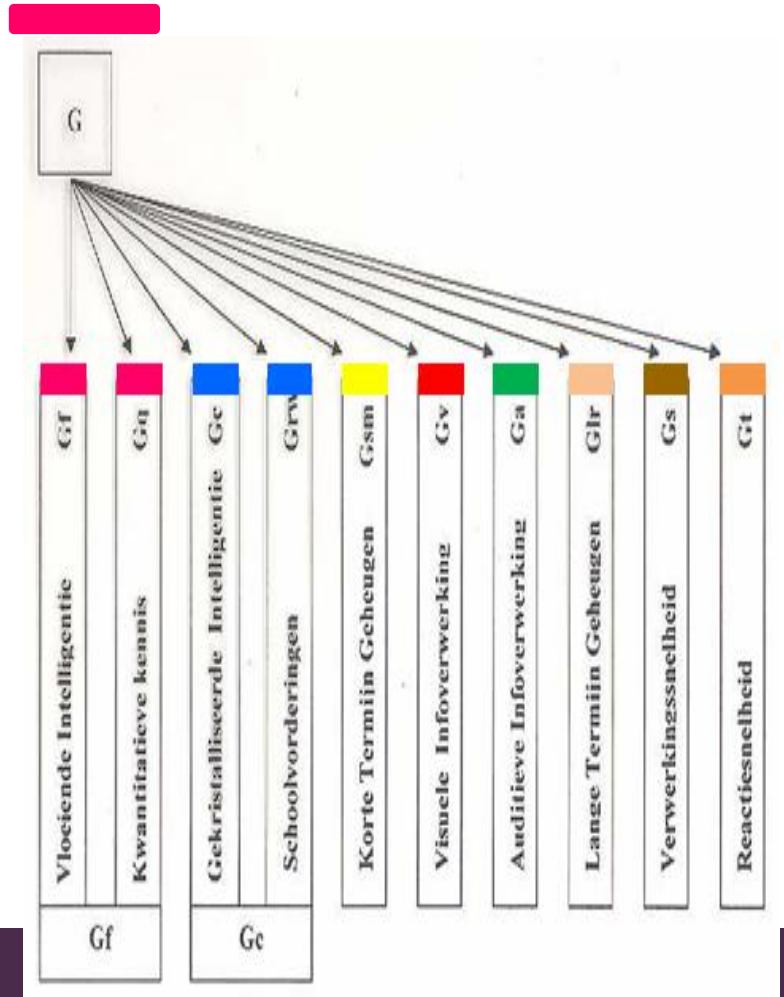 G
Vloeiende Intelligentie Gf
Kwantitatieve kennis Gq
Gekristalliseerde Intelligentie Gc
Schoolvorderingen Grw
Korte Termijn Geheugen Gsm
Visuele Infoverwerking Gv
Auditieve Infoverwerking Ga
Lange Termijn Geheugen Glr
Verwerkingssnelheid Gs
Reactiesnelheid Gt
Gf
Gc